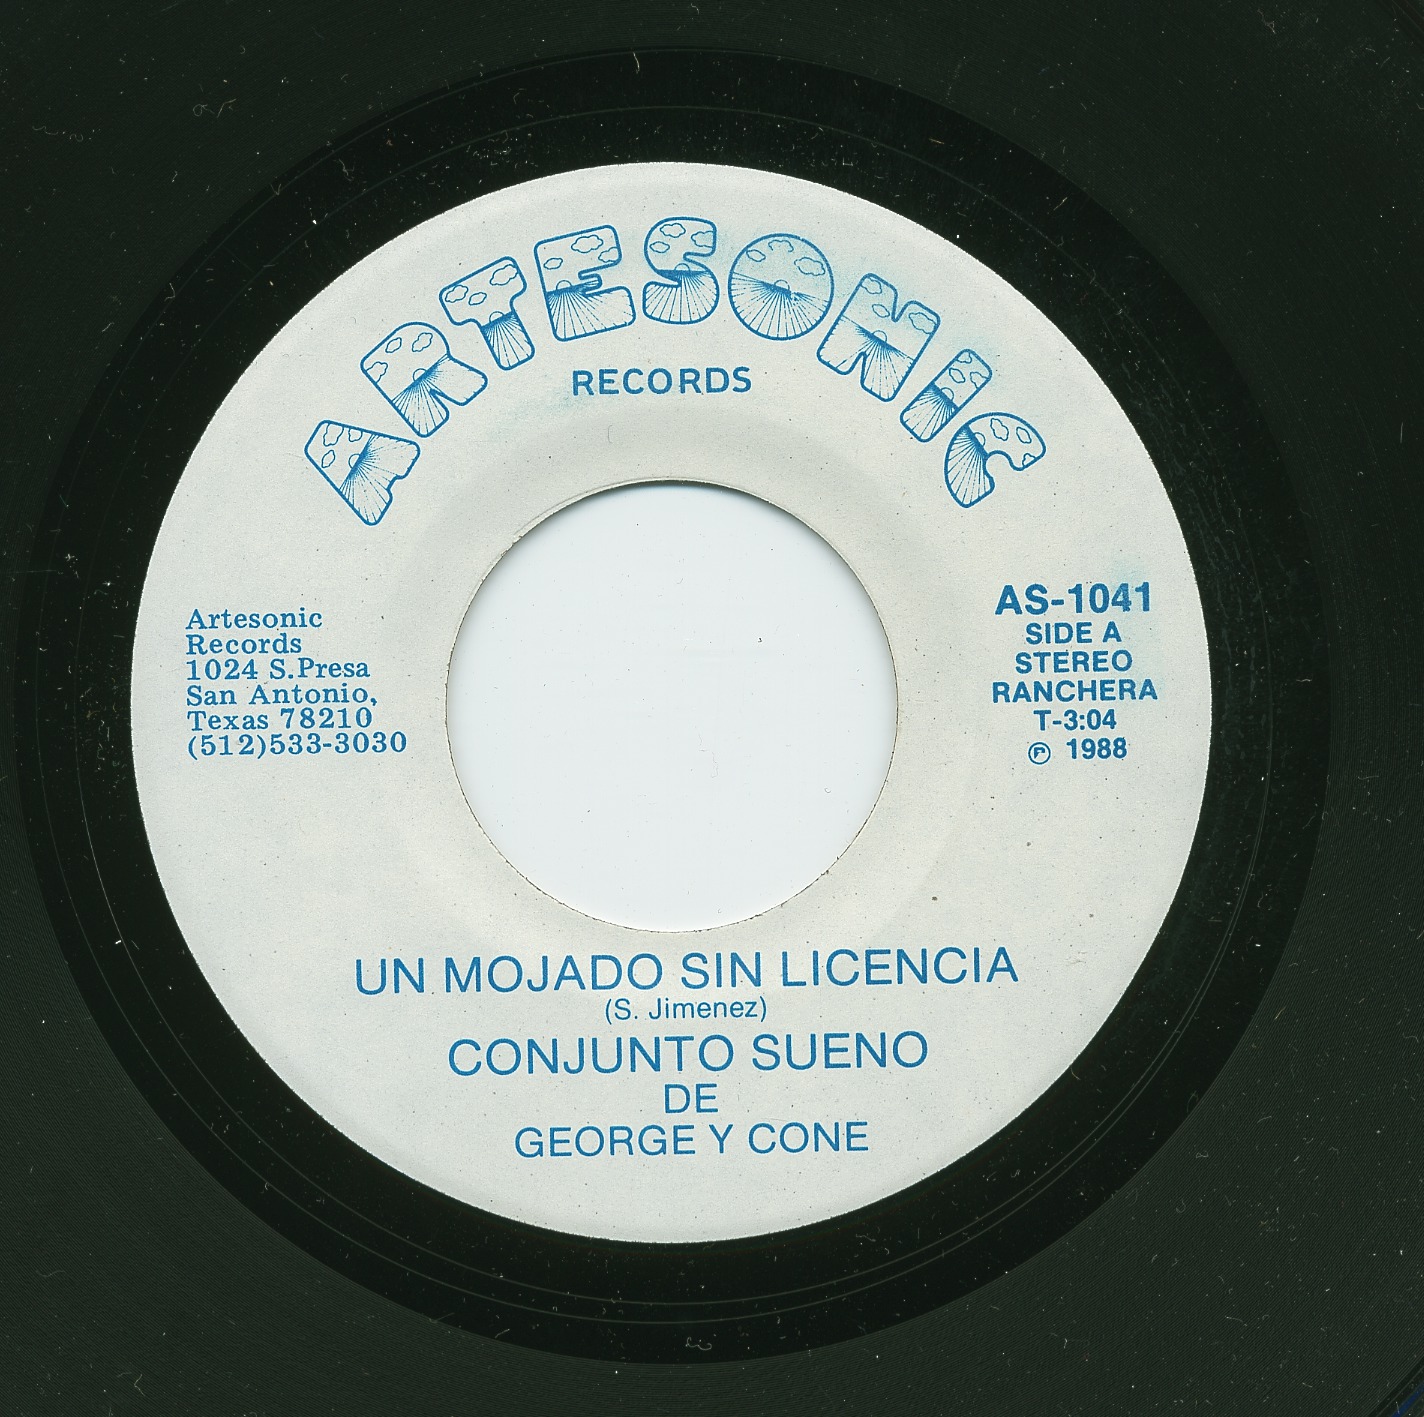 ARTESONIC
RECORDS
Artesonic
Records
1024 S.Presa
San Antonio,
Texas 78210
(512)533-3030
AS-1041
SIDE A
STEREO
RANCHERA
T-3:04
℗ 1988
UN MOJADO SIN LICENCIA
(S. Jimenez)
CONJUNTO SUENO
DE
GEORGE Y CONE